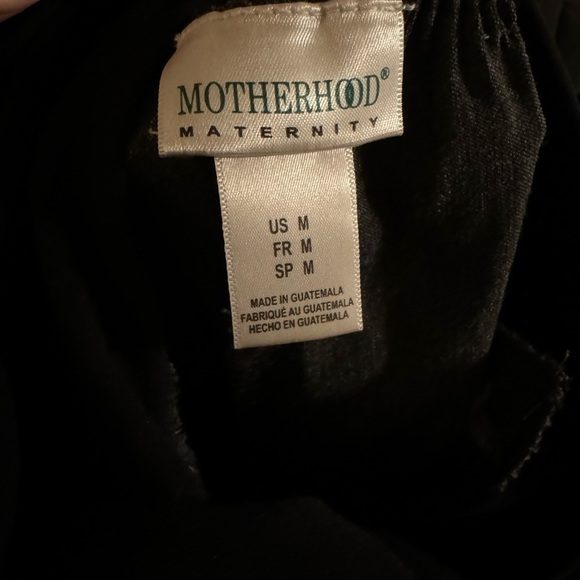 MOTHERHOOD®
MATERNITY
US M
FR M
SP M
MADE IN GUATEMALA
FABRIQUÉ AU GUATEMALA
HECHO EN GUATEMALA